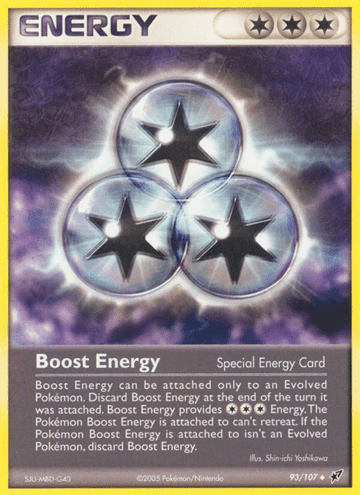 ENERGY
Boost Energy Special Energy Card
Boost Energy can be attached only to an Evolved
Pokémon. Discard Boost Energy at the end of the turn it
was attached. Boost Energy provides Energy. The
Pokémon Boost Energy is attached to can't retreat. If the
Pokémon Boost Energy is attached to isn't an Evolved
Pokémon, discard Boost Energy.
Illus. Shin-ichi Yoshikawa
SJU-M8D-G43 ©2005 Pokémon/Nintendo 93/107